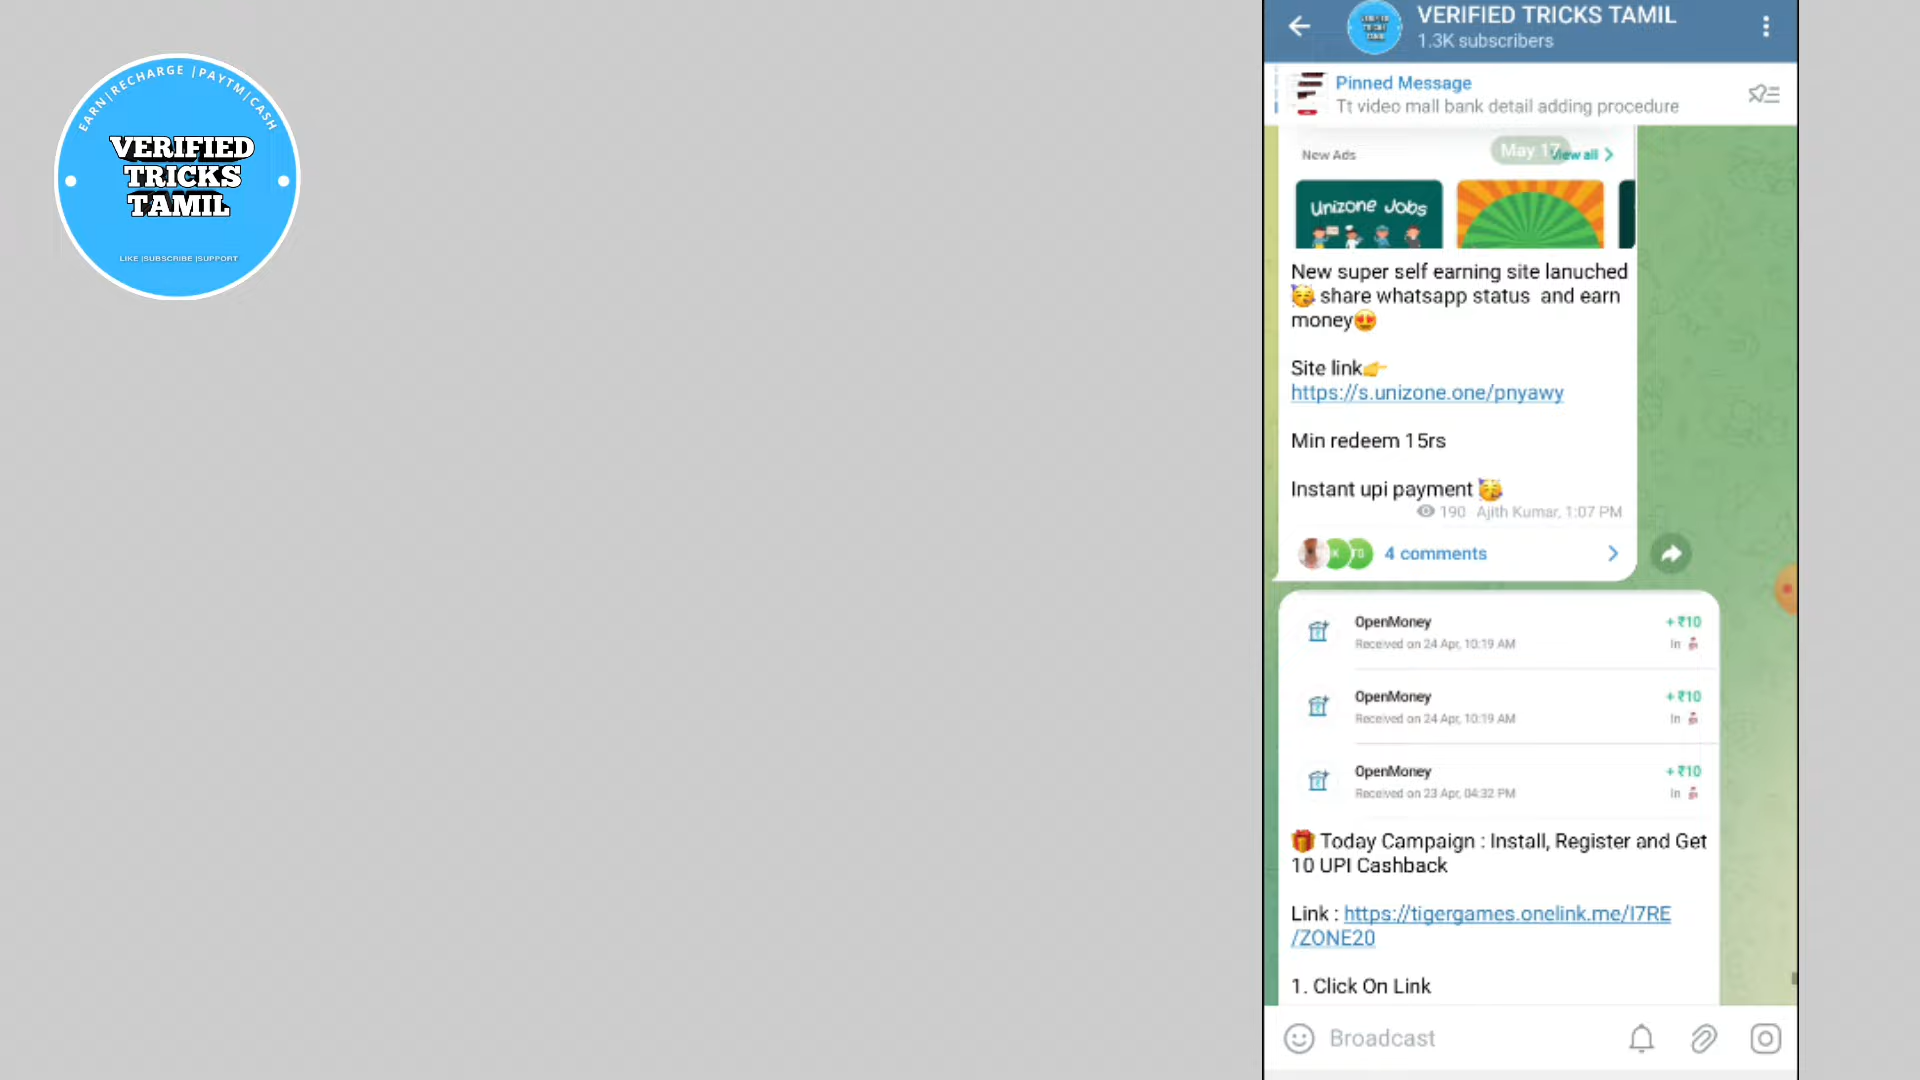 EARN|RECHARGE |PAYTM|CASH
VERIFIED
TRICKS
TAMIL
LIKE |SUBSCRIBE |SUPPORT
VERIFIED TRICKS TAMIL
1.3K subscribers
Pinned Message
Tt video mall bank detail adding procedure
New Ads
May 17
View all
Unizone Jobs
New super self earning site lanuched
🥳 share whatsapp status and earn
money😍
Site link👉
https://s.unizone.one/pnyawy
Min redeem 15rs
Instant upi payment 🥳
190 Ajith Kumar, 1:07 PM
4 comments
OpenMoney
+ ₹10
Received on 24 Apr, 10:19 AM
In
OpenMoney
+ ₹10
Received on 24 Apr, 10:19 AM
In
OpenMoney
+ ₹10
Received on 23 Apr, 04:32 PM
In
🎁 Today Campaign : Install, Register and Get
10 UPI Cashback
Link : https://tigergames.onelink.me/I7RE
/ZONE20
1. Click On Link
Broadcast